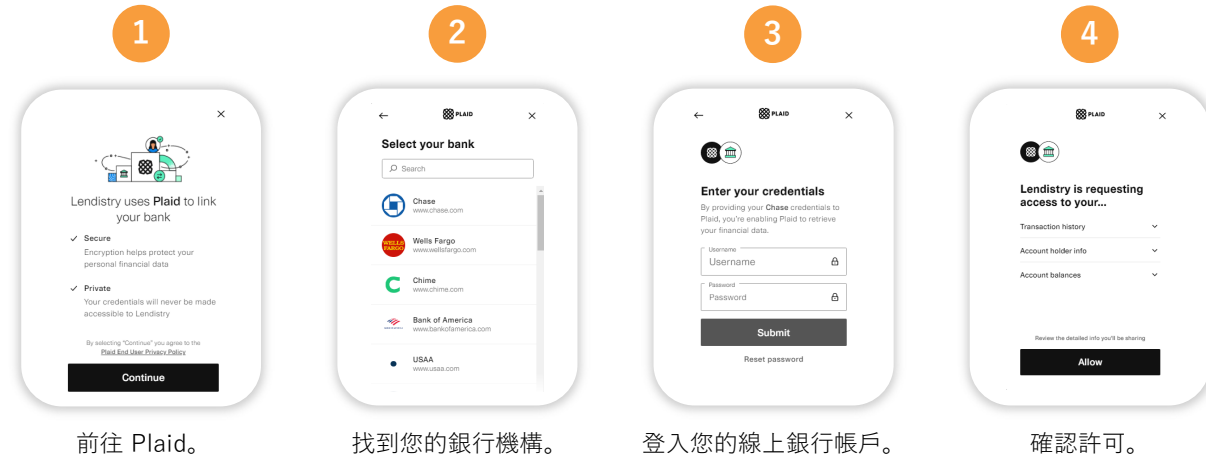 1
2
3
4
Lendistry uses Plaid to link
your bank
Secure
Encryption helps protect your
personal financial data
Private
Your credentials will never be made
accessible to Lendistry
By selecting "Continue" you agree to the
Plaid End User Privacy Policy
Continue
前往 Plaid。
PLAID
Select your bank
Search
Chase
www.chase.com
WELLS
FARGO
Wells Fargo
www.wellsfargo.com
Chime
www.chime.com
Bank of America
www.bankofamerica.com
USAA
www.usaa.com
找到您的銀行機構。
PLAID
Enter your credentials
By providing your Chase credentials to
Plaid, you're enabling Plaid to retrieve
your financial data.
Username
Username
Password
Password
Submit
Reset password
登入您的線上銀行帳戶。
PLAID
Lendistry is requesting
access to your...
Transaction history
Account holder info
Account balances
Review the detailed info you'll be sharing
Allow
確認許可。